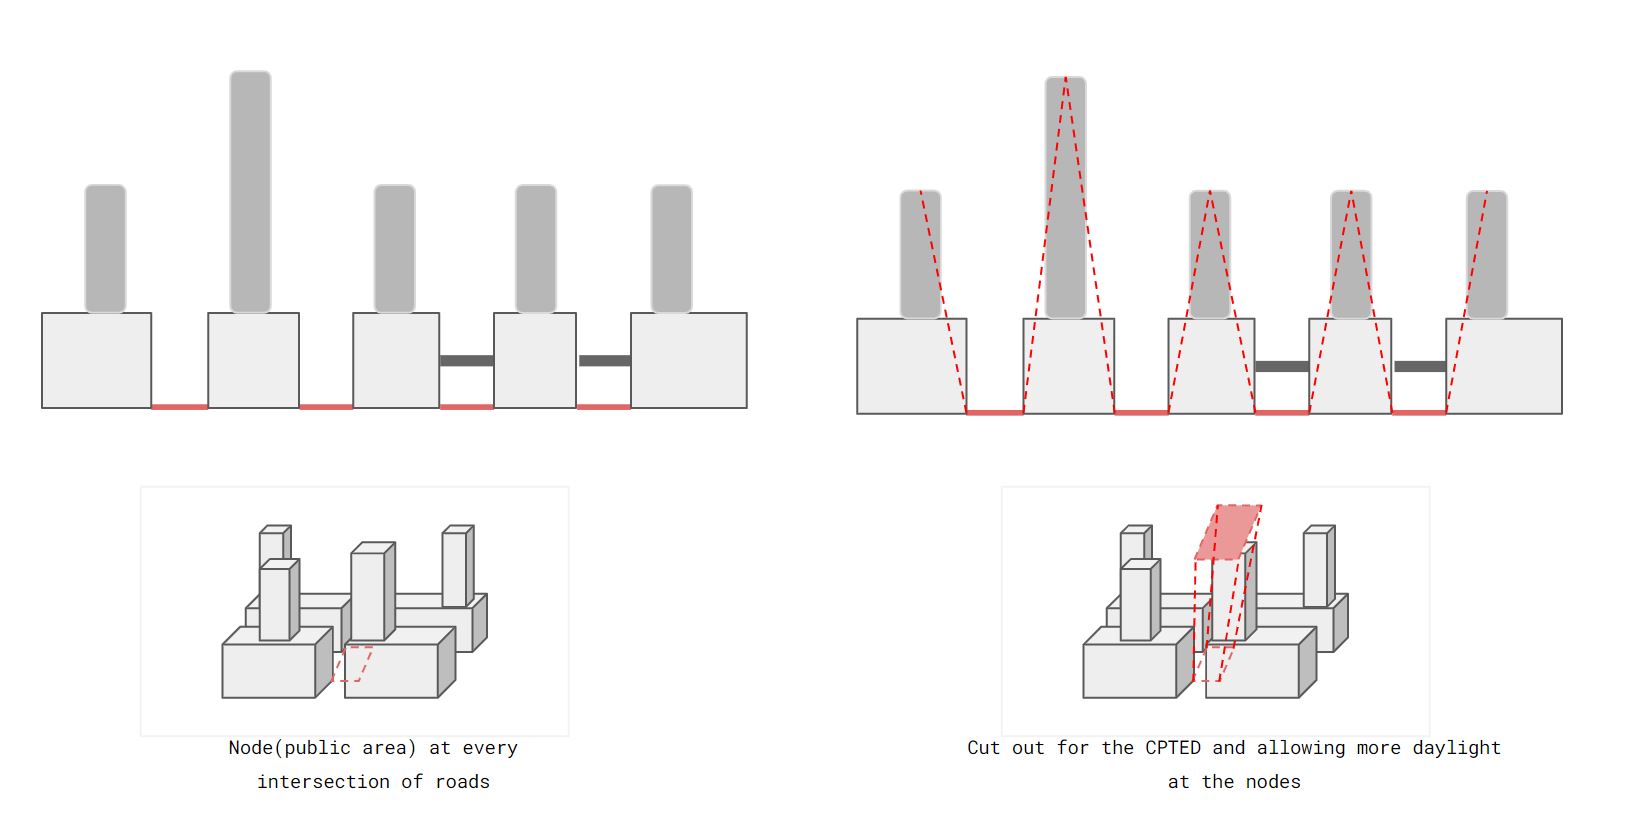 Node(public area) at every
intersection of roads
Cut out for the CPTED and allowing more daylight
at the nodes